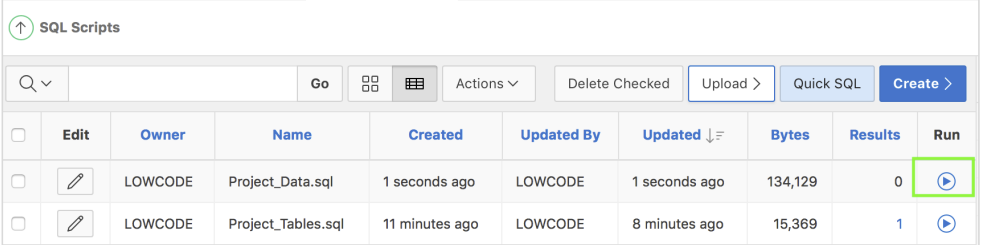 SQL Scripts
Go Actions Delete Checked Upload > Quick SQL Create >
Edit Owner Name Created Updated By Updated Bytes Results Run
LOWCODE Project_Data.sql 1 seconds ago LOWCODE 1 seconds ago 134,129 0
LOWCODE Project_Tables.sql 11 minutes ago LOWCODE 8 minutes ago 15,369 1